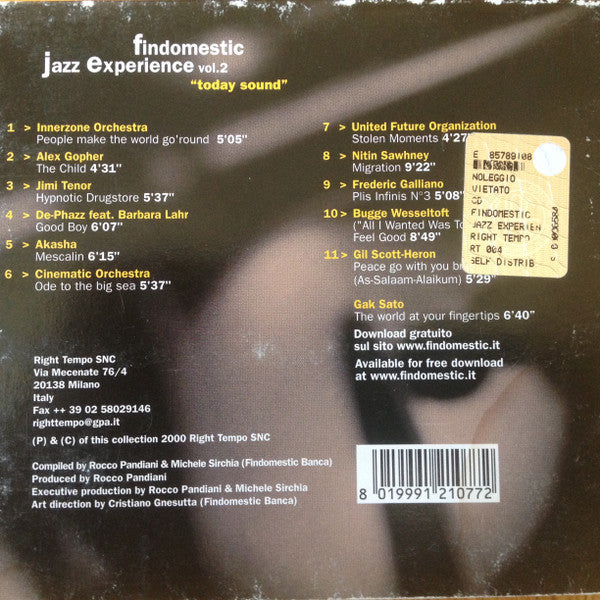 findomestic
jazz experience vol.2
"today sound"
1 > Innerzone Orchestra
People make the world go'round 5'05"
2 > Alex Gopher
The Child 4'31"
3 > Jimi Tenor
Hypnotic Drugstore 5'37"
4 > De-Phazz feat. Barbara Lahr
Good Boy 6'07"
5 > Akasha
Mescalin 6'15"
6 > Cinematic Orchestra
Ode to the big sea 5'37"
7 > United Future Organization
Stolen Moments 4'27"
8 > Nitin Sawhney
Migration 9'22"
9 > Frederic Galliano
Plis Infinis N°3 5'08"
10 > Bugge Wesseltoft
("All I Wanted Was To
Feel Good 8'49"
11 > Gil Scott-Heron
Peace go with you br
(As-Salaam-Alaikum) 5'29"
Gak Sato
The world at your fingertips 6'40"
Download gratuito
sul sito www.findomestic.it
Available for free download
at www.findomestic.it
E 85789108
NOLEGGIO
VIETATO
CD
FINDOMESTIC
JAZZ EXPERIEN
RIGHT TEMPO
RT 004
SELF DISTRIB
Right Tempo SNC
Via Mecenate 76/4
20138 Milano
Italy
Fax ++ 39 02 58029146
righttempo@gpa.it
(P) & (C) of this collection 2000 Right Tempo SNC
Compiled by Rocco Pandiani & Michele Sirchia (Findomestic Banca)
Produced by Rocco Pandiani
Executive production by Rocco Pandiani & Michele Sirchia
Art direction by Cristiano Gnesutta (Findomestic Banca)
8 019991 210772